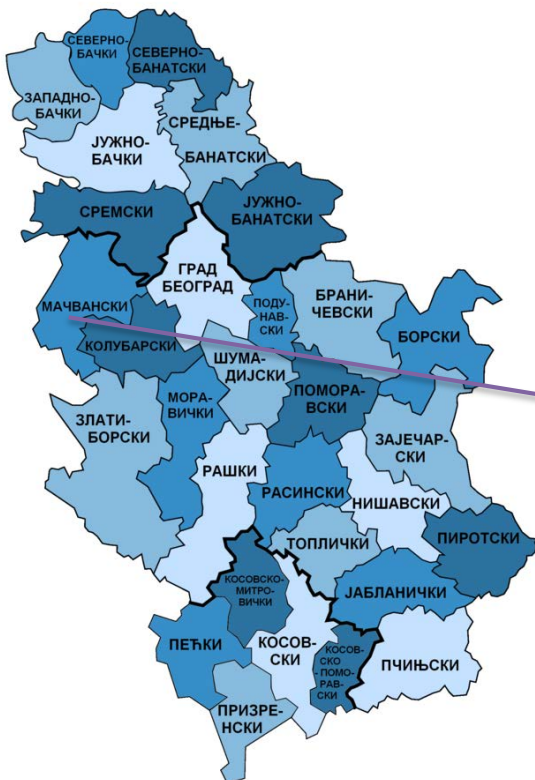 СЕВЕРНО-
БАЧКИ
СЕВЕРНО-
БАНАТСКИ
ЗАПАДНО-
БАЧКИ
ЈУЖНО-
БАЧКИ
СРЕДЊЕ-
БАНАТСКИ
СРЕМСКИ
ЈУЖНО-
БАНАТСКИ
ГРАД
БЕОГРАД
МАЧВАНСКИ
ПОДУ-
НАВ-
СКИ
БРАНИ-
ЧЕВСКИ
БОРСКИ
КОЛУБАРСКИ
ШУМА-
ДИЈСКИ
ПОМОРА-
ВСКИ
МОРА-
ВИЧКИ
ЗЛАТИ-
БОРСКИ
ЗАЈЕЧАР-
СКИ
РАШКИ
РАСИНСКИ
НИШАВСКИ
ТОПЛИЧКИ
ПИРОТСКИ
КОСОВСКО-
МИТРО-
ВИЧКИ
ЈАБЛАНИЧКИ
ПЕЋКИ
КОСОВ-
СКИ
КОСОВ-
СКО
- ПОМО-
РАВ-
СКИ
ПЧИЊСКИ
ПРИЗРЕ-
НСКИ